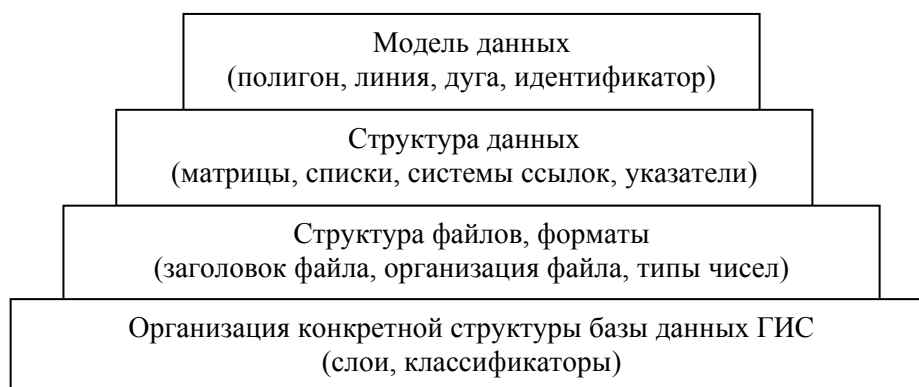 Модель данных
(полигон, линия, дуга, идентификатор)
Структура данных
(матрицы, списки, системы ссылок, указатели)
Структура файлов, форматы
(заголовок файла, организация файла, типы чисел)
Организация конкретной структуры базы данных ГИС
(слои, классификаторы)